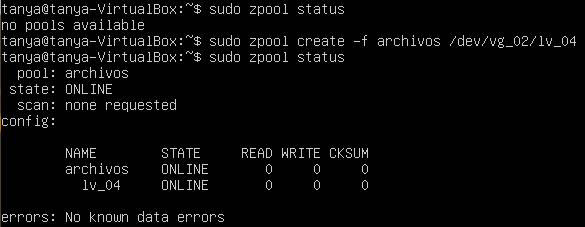 tanya@tanya-VirtualBox:~$ sudo zpool status
no pools available
tanya@tanya-VirtualBox:~$ sudo zpool create -f archivos /dev/vg_02/lv_04
tanya@tanya-VirtualBox:~$ sudo zpool status
  pool: archivos
 state: ONLINE
  scan: none requested
config:

        NAME        STATE     READ WRITE CKSUM
        archivos    ONLINE       0     0     0
          lv_04     ONLINE       0     0     0

errors: No known data errors